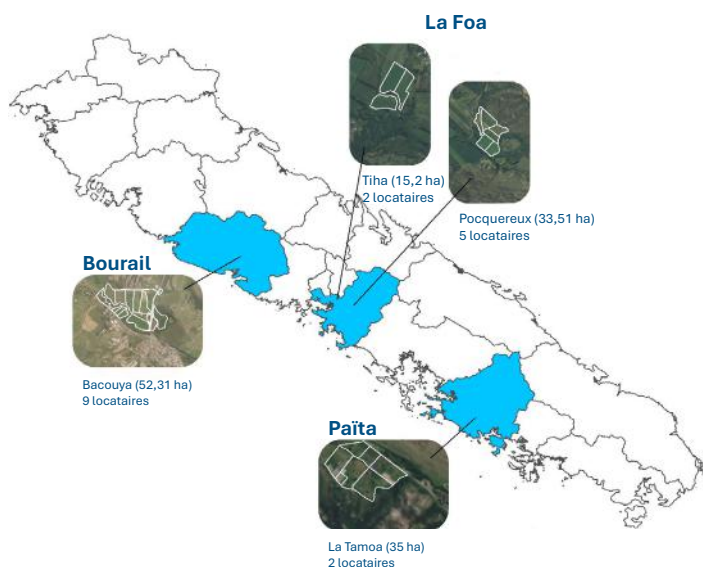 La Foa
Tiha (15,2 ha)
2 locataires
Pocquereux (33,51 ha)
5 locataires
Bourail
Bacouya (52,31 ha)
9 locataires
Païta
La Tamoa (35 ha)
2 locataires